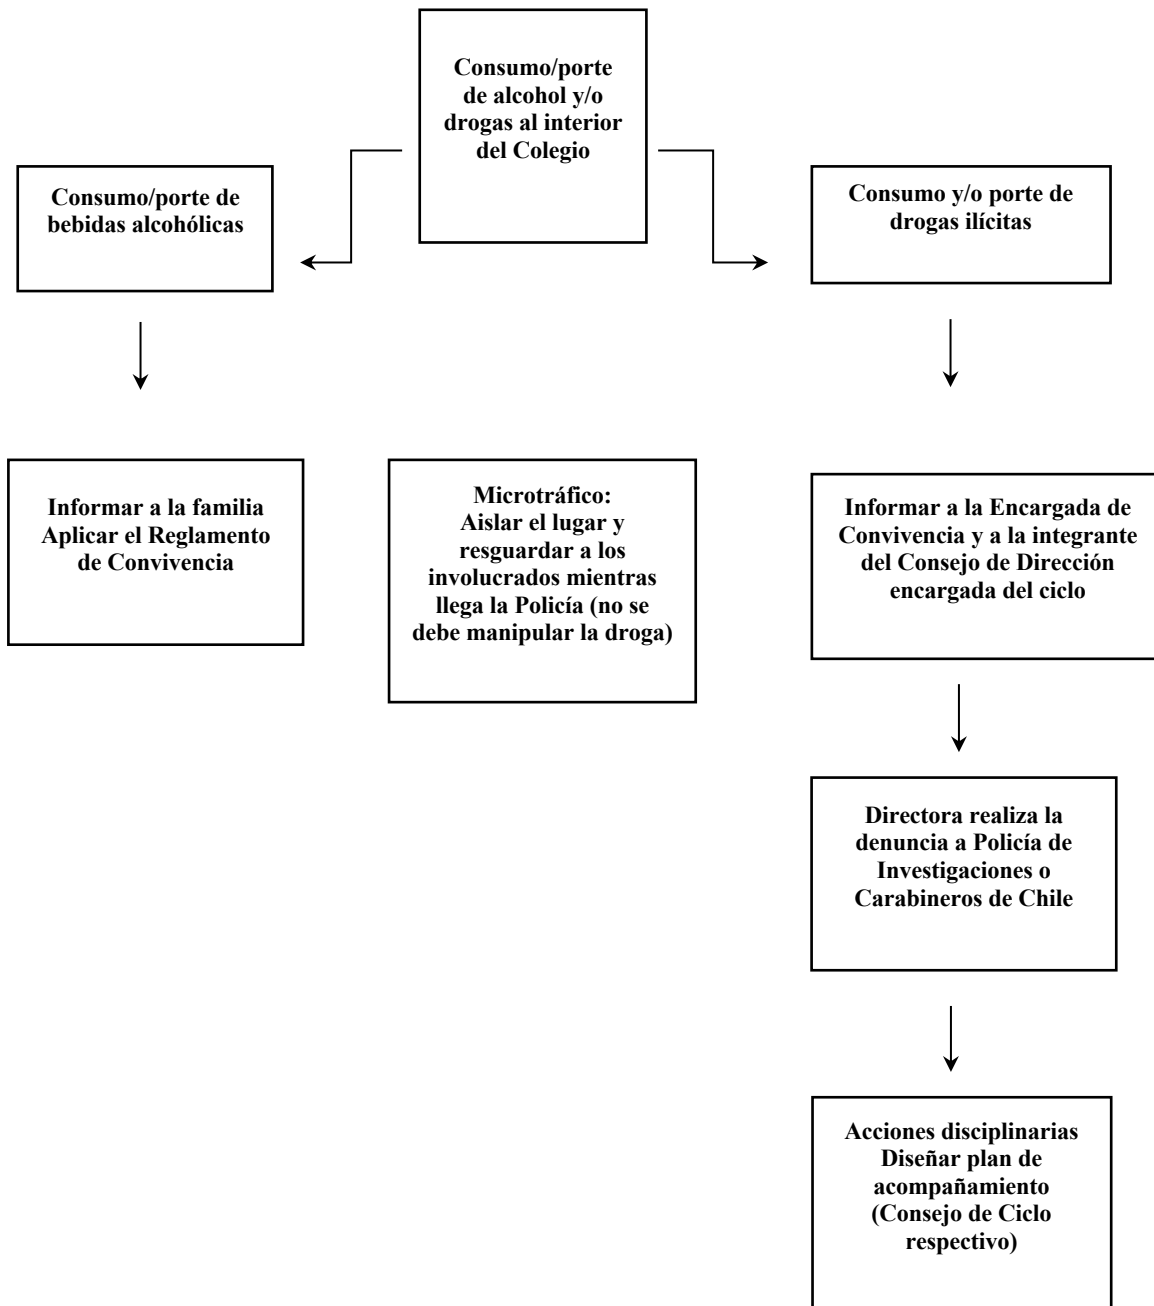 Consumo/porte
de alcohol y/o
drogas al interior
del Colegio
Consumo/porte de
bebidas alcohólicas
Consumo y/o porte de
drogas ilícitas
Informar a la familia
Aplicar el Reglamento
de Convivencia
Microtráfico:
Aislar el lugar y
resguardar a los
involucrados mientras
llega la Policía (no se
debe manipular la droga)
Informar a la Encargada de
Convivencia y a la integrante
del Consejo de Dirección
encargada del ciclo
Directora realiza la
denuncia a Policía de
Investigaciones o
Carabineros de Chile
Acciones disciplinarias
Diseñar plan de
acompañamiento
(Consejo de Ciclo
respectivo)